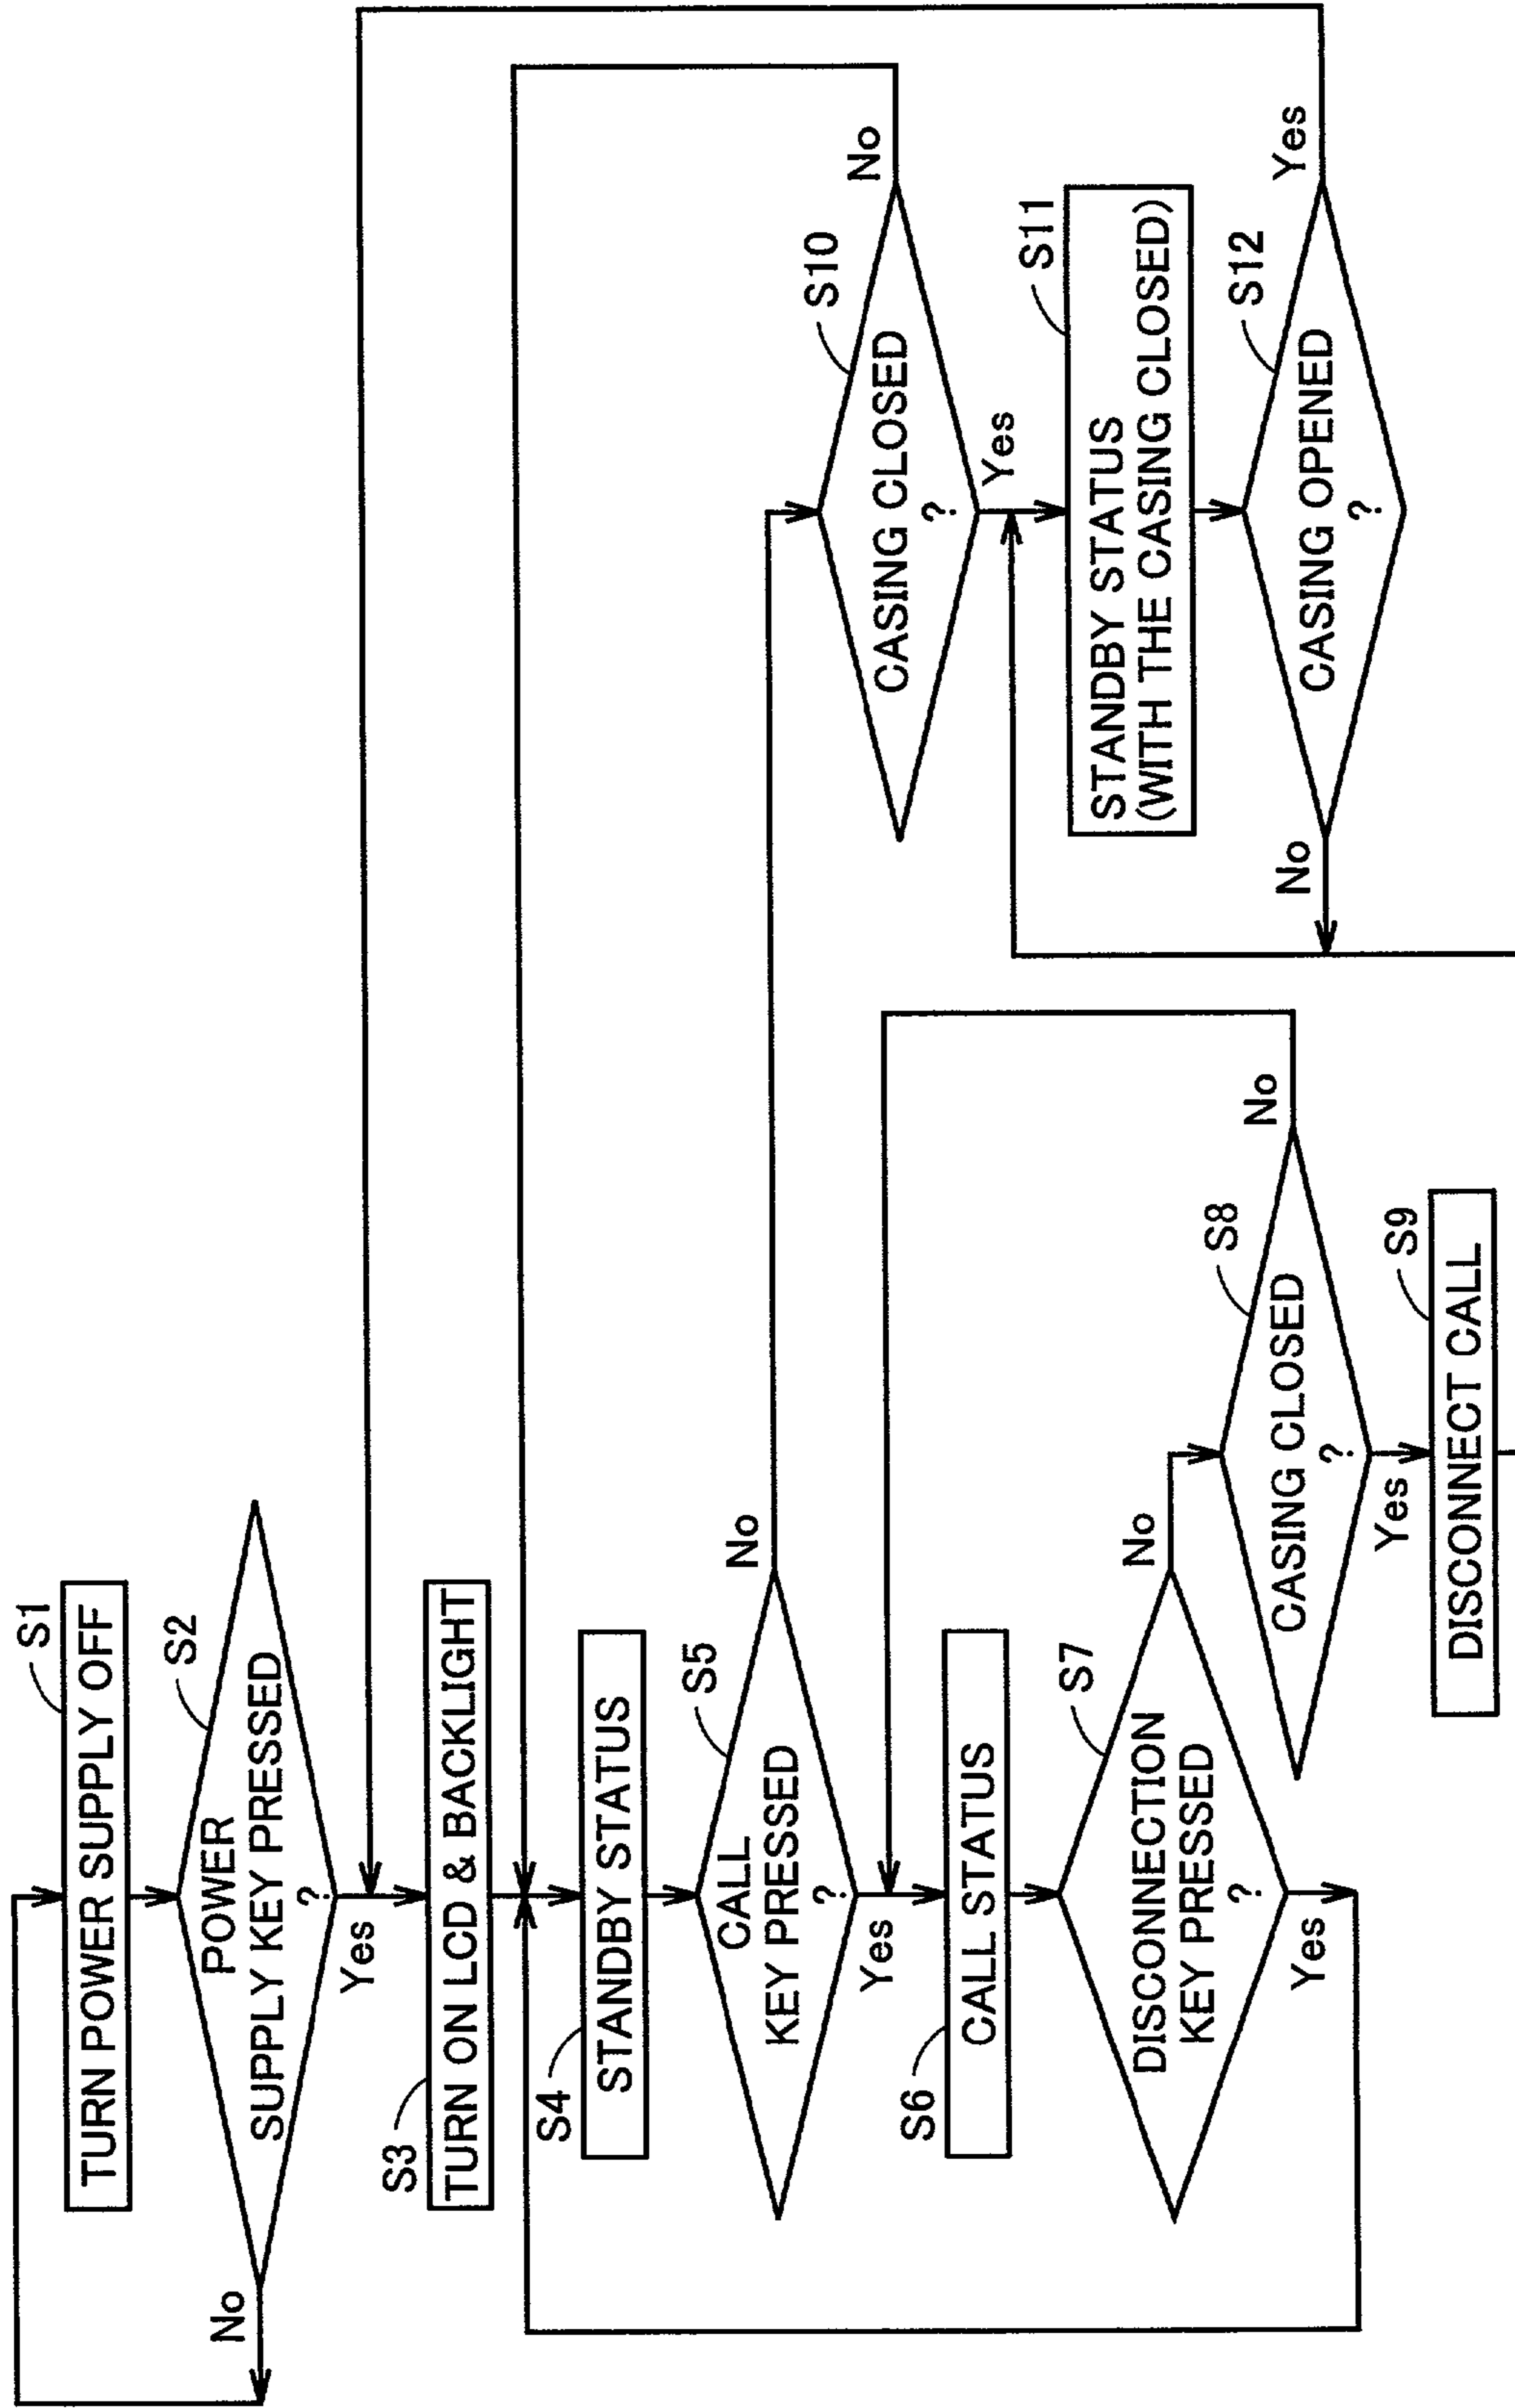 S1
TURN POWER SUPPLY OFF
S2
POWER
SUPPLY KEY PRESSED
?
No
Yes
S3
TURN ON LCD & BACKLIGHT
S4
STANDBY STATUS
S5
CALL
KEY PRESSED
?
No
Yes
S6
CALL STATUS
S7
DISCONNECTION
KEY PRESSED
?
No
Yes
S8
CASING CLOSED
?
No
Yes
S9
DISCONNECT CALL
S10
CASING CLOSED
?
No
Yes
S11
STANDBY STATUS
(WITH THE CASING CLOSED)
S12
CASING OPENED
?
No
Yes